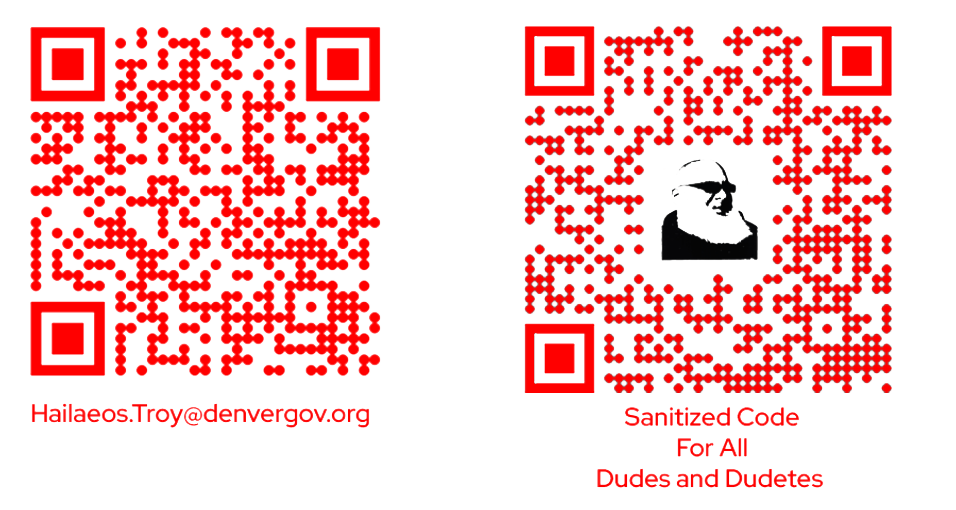 Hailaeos.Troy@denvergov.org
Sanitized Code
For All
Dudes and Dudetes